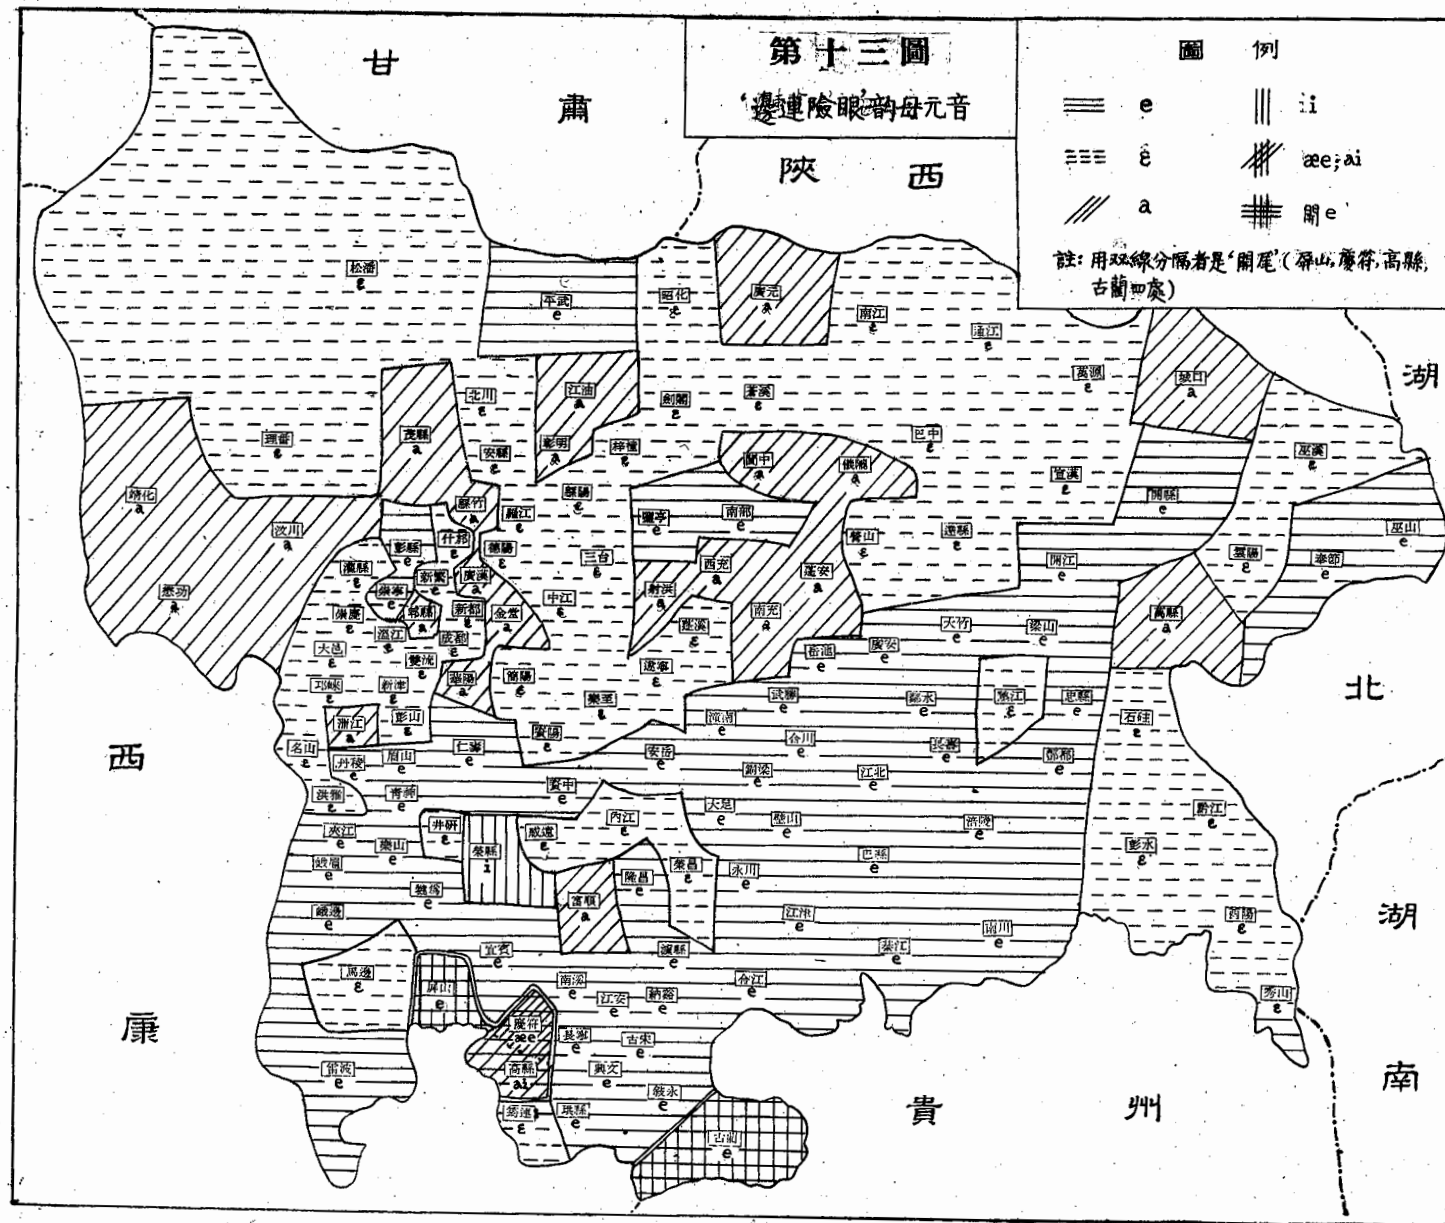 第十三圖
'邊連險眼'韵母元音
圖 例
e
ii
ɛ
æe;ai
a
開e
註: 用双線分隔者是'開尾'(屏山,慶符,高縣,
古藺四處)
甘
肅
陝 西
湖
北
湖
南
貴 州
西
康
松潘
ɛ
平武
e
昭化
ɛ
廣元
a
南江
ɛ
通江
ɛ
萬源
ɛ
城口
a
巫溪
ɛ
北川
ɛ
江油
a
劍閣
ɛ
蒼溪
ɛ
茂縣
a
理番
ɛ
安縣
ɛ
彰明
a
梓橦
ɛ
閬中
a
儀隴
a
巴中
ɛ
宣漢
ɛ
開縣
e
巫山
e
奉節
e
雲陽
ɛ
靖化
a
汶川
a
懋功
a
綿竹
a
羅江
ɛ
綿陽
ɛ
鹽亭
e
南部
e
營山
ɛ
達縣
ɛ
開江
e
彭縣
e
什邡
e
德陽
ɛ
三台
ɛ
西充
a
蓬安
a
灌縣
ɛ
新繁
ɛ
廣漢
a
射洪
a
崇寧
e
郫縣
a
新都
ɛ
金堂
a
中江
ɛ
蓬溪
ɛ
南充
a
萬縣
a
崇慶
ɛ
溫江
ɛ
成都
ɛ
大竹
e
梁山
e
大邑
ɛ
雙流
ɛ
華陽
a
簡陽
ɛ
遂寧
ɛ
岳池
e
廣安
e
邛崍
ɛ
新津
ɛ
樂至
ɛ
武勝
e
鄰水
e
墊江
ɛ
忠縣
e
石砫
ɛ
蒲江
a
彭山
ɛ
資陽
ɛ
潼南
e
名山
ɛ
丹稜
e
眉山
e
仁壽
e
安岳
e
合川
e
長壽
e
酆都
e
洪雅
ɛ
青神
e
資中
e
銅梁
e
江北
e
黔江
ɛ
夾江
e
樂山
e
井研
ɛ
榮縣
i
威遠
ɛ
內江
ɛ
大足
e
璧山
e
涪陵
e
彭水
ɛ
峨眉
e
犍為
e
富順
a
隆昌
e
榮昌
ɛ
永川
e
巴縣
e
峨邊
e
江津
e
南川
e
酉陽
ɛ
馬邊
ɛ
屏山
e
宜賓
e
南溪
e
瀘縣
e
合江
e
綦江
e
江安
e
納谿
e
秀山
ɛ
慶符
æe
長寧
e
古宋
e
雷波
e
高縣
ai
興文
e
敘永
e
筠連
ɛ
珙縣
e
古藺
e